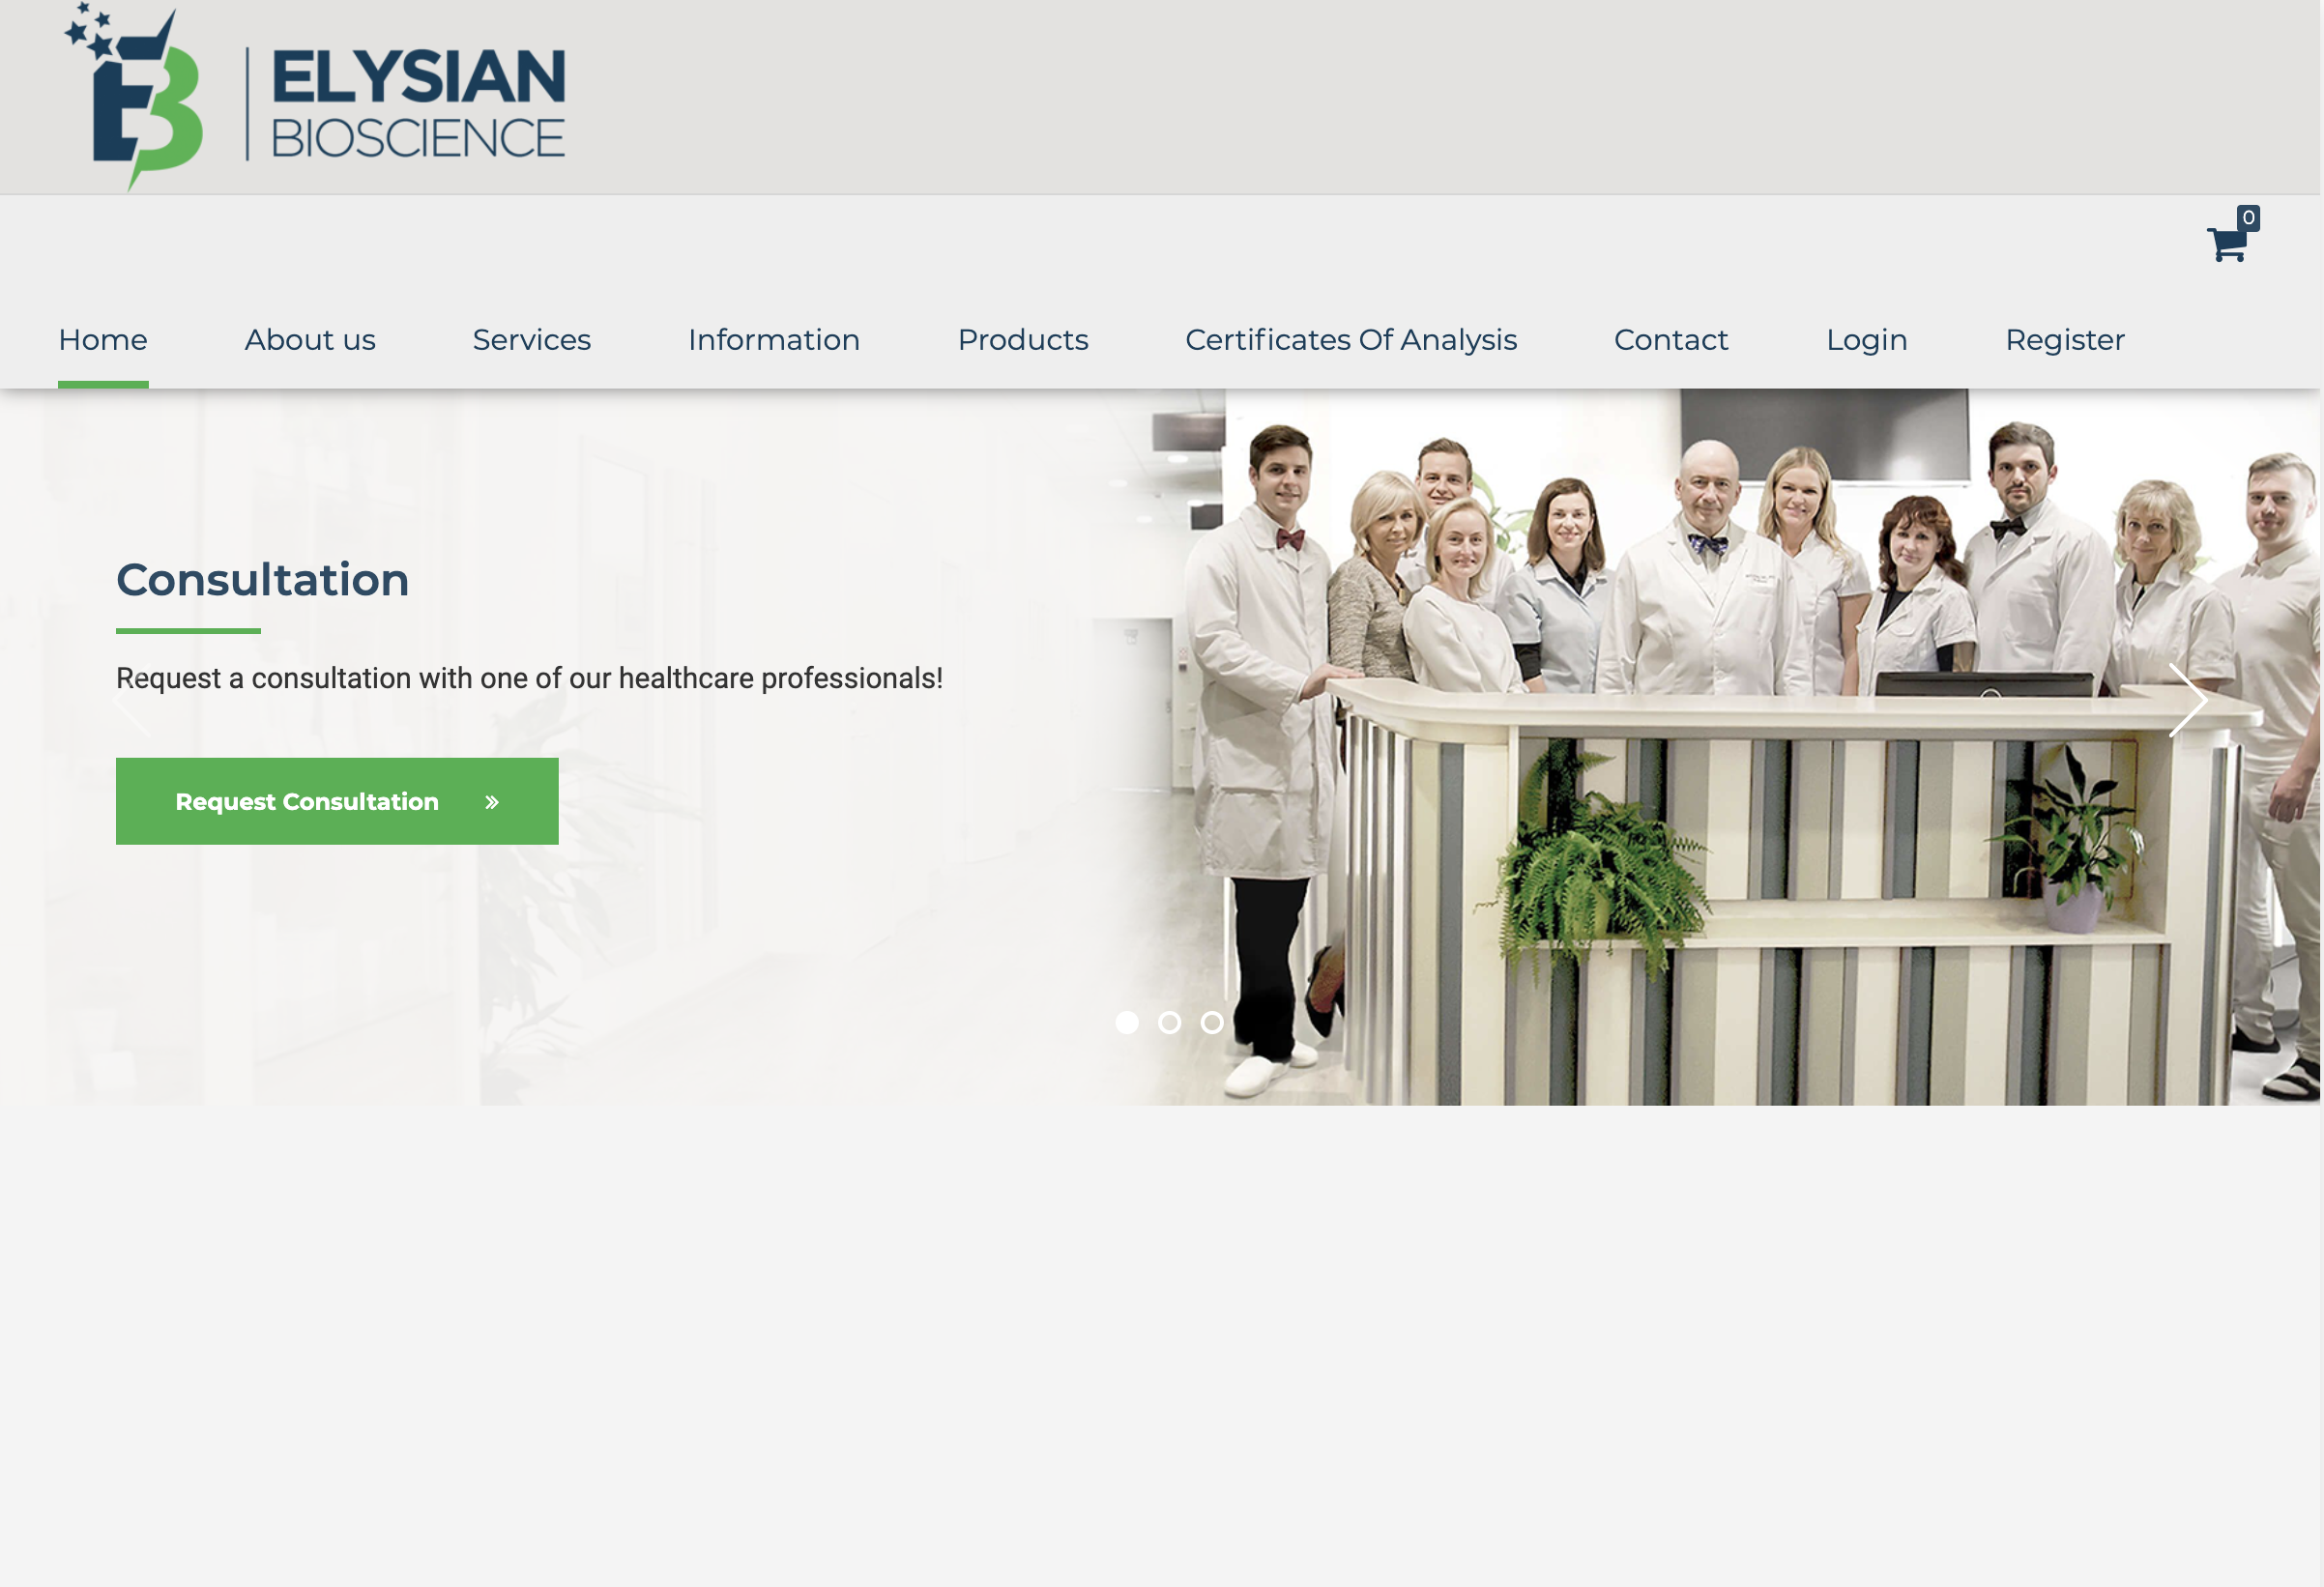 ELYSIAN
BIOSCIENCE
0
Home About us Services Information Products Certificates Of Analysis Contact Login Register
Consultation
Request a consultation with one of our healthcare professionals!
Request Consultation »